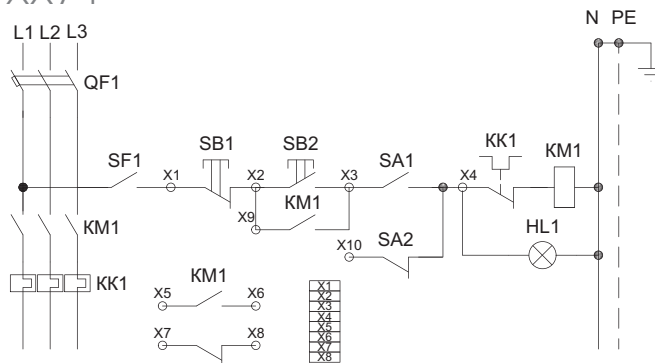 N PE
L1 L2 L3
QF1
SF1 SB1 SB2 SA1 KK1 KM1
X1 X2 X3 X4
X9 KM1
KM1 HL1
X10 SA2
KK1 KM1
X5 X6
X7 X8
X1
X2
X3
X4
X5
X6
X7
X8